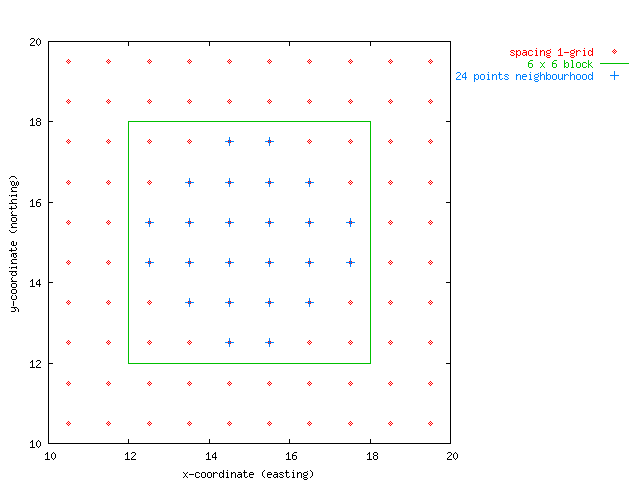 spacing 1-grid
6 x 6 block
24 points neighbourhood
20
18
16
14
12
10
y-coordinate (northing)
10 12 14 16 18 20
x-coordinate (easting)